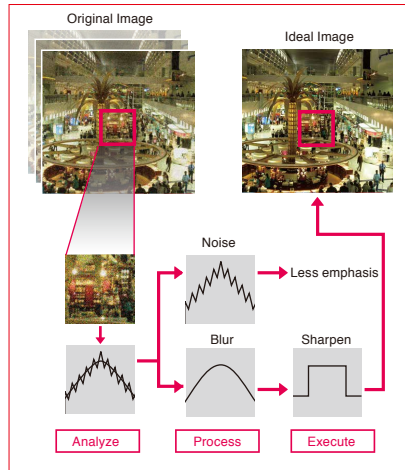 Original Image
Ideal Image
Noise
Less emphasis
Blur
Sharpen
Analyze
Process
Execute